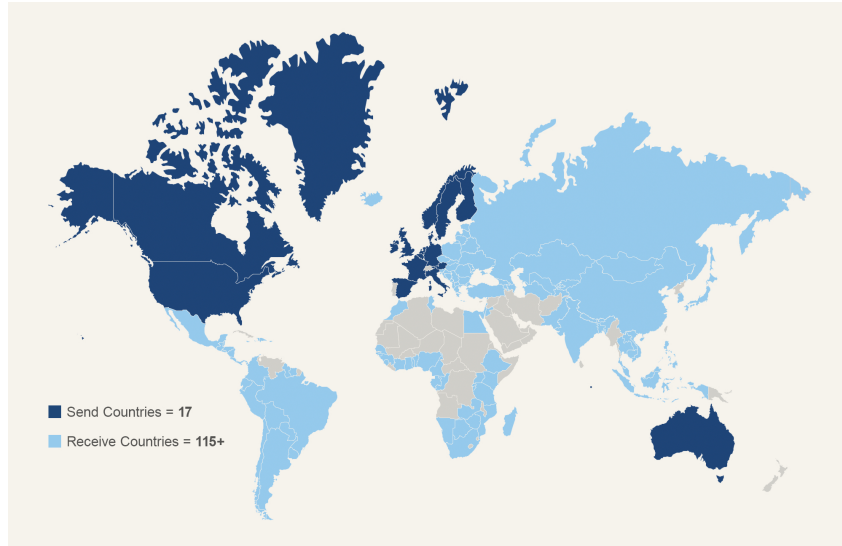 Send Countries = 17
Receive Countries = 115+